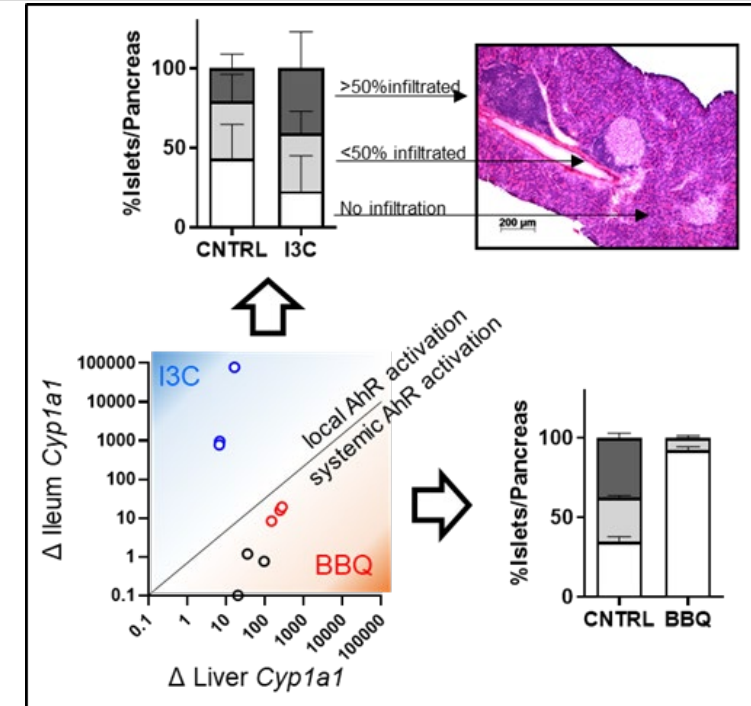 %Islets/Pancreas
100
50
0
CNTRL I3C
>50%infiltrated
<50% infiltrated
No infiltration
200 µm
Δ Ileum Cyp1a1
100000
10000
1000
100
10
1
0.1
I3C
local AhR activation
systemic AhR activation
BBQ
0.1 1 10 100 1000 10000 100000
Δ Liver Cyp1a1
%Islets/Pancreas
100
50
0
CNTRL BBQ